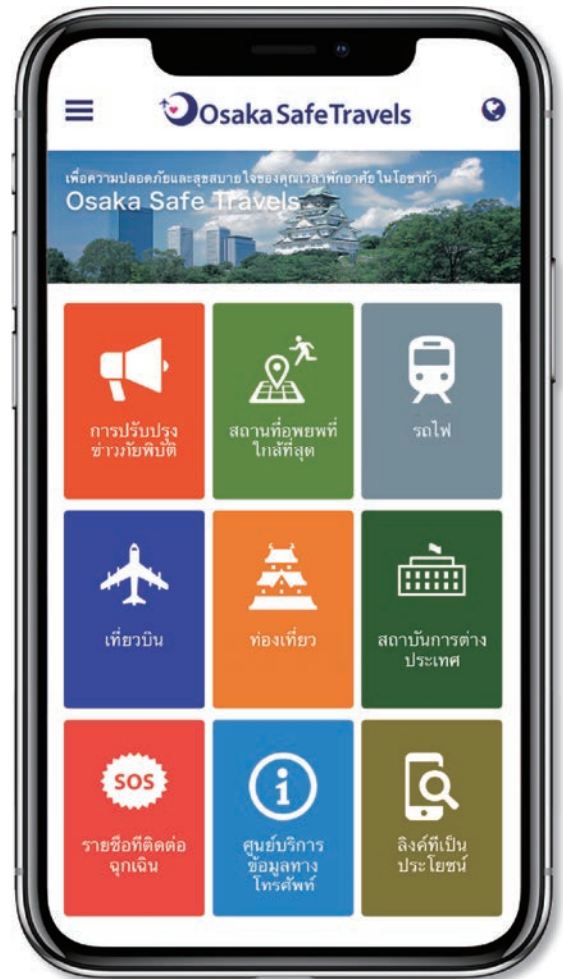 Osaka Safe Travels
เพื่อความปลอดภัยและสุขสบายใจของคุณเวลาพักอาศัยในโอซาก้า
Osaka Safe Travels
การปรับปรุง
ข่าวภัยพิบัติ
สถานที่อพยพที่
ใกล้ที่สุด
รถไฟ
เที่ยวบิน
ท่องเที่ยว
สถาบันการต่าง
ประเทศ
SOS
รายชื่อที่ติดต่อ
ฉุกเฉิน
ศูนย์บริการ
ข้อมูลทาง
โทรศัพท์
ลิงค์ที่เป็น
ประโยชน์